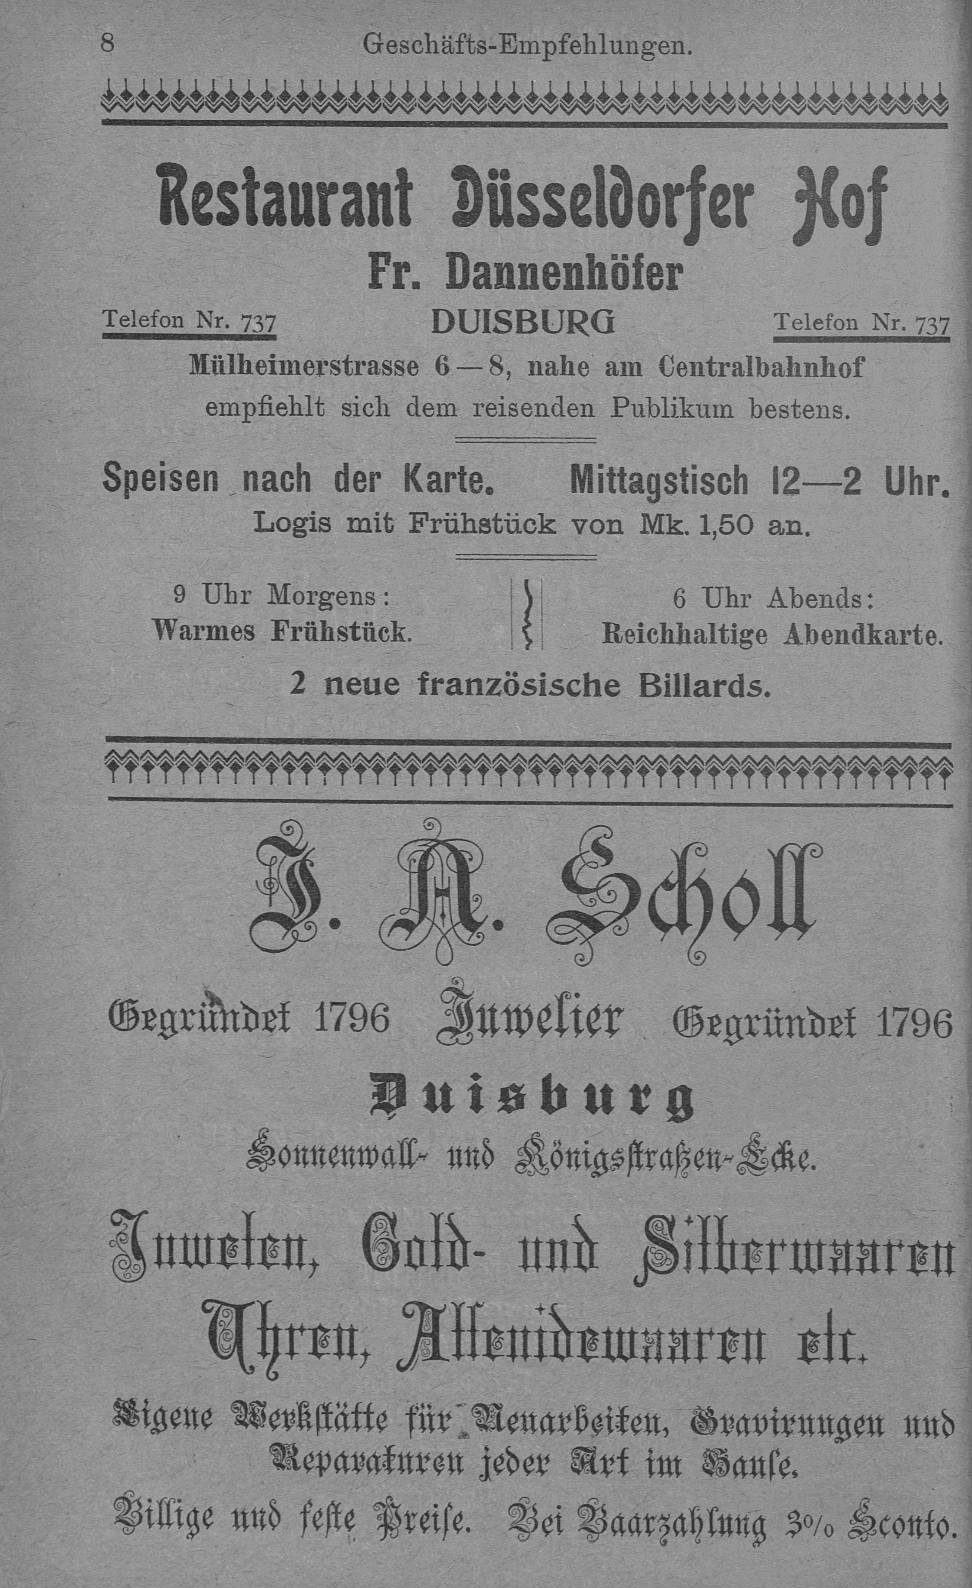 8
Geschäfts-Empfehlungen.
Restaurant Düsseldorfer Hof
Fr. Dannenhöfer
Telefon Nr. 737 DUISBURG Telefon Nr. 737
Mülheimerstrasse 6—8, nahe am Centralbahnhof
empfiehlt sich dem reisenden Publikum bestens.
Speisen nach der Karte. Mittagstisch 12—2 Uhr.
Logis mit Frühstück von Mk. 1,50 an.
9 Uhr Morgens:
Warmes Frühstück.
6 Uhr Abends:
Reichhaltige Abendkarte.
2 neue französische Billards.
J. A. Scholl
Gegründet 1796 Juwelier Gegründet 1796
Duisburg
Sonnenwall- und Königsstraßen-Ecke.
Juwelen, Gold- und Silberwaaren
Uhren, Alfenidewaaren etc.
Eigene Werkstätte für Neuarbeiten, Gravirungen und
Reparaturen jeder Art im Hause.
Billige und feste Preise. Bei Baarzahlung 3% Sconto.